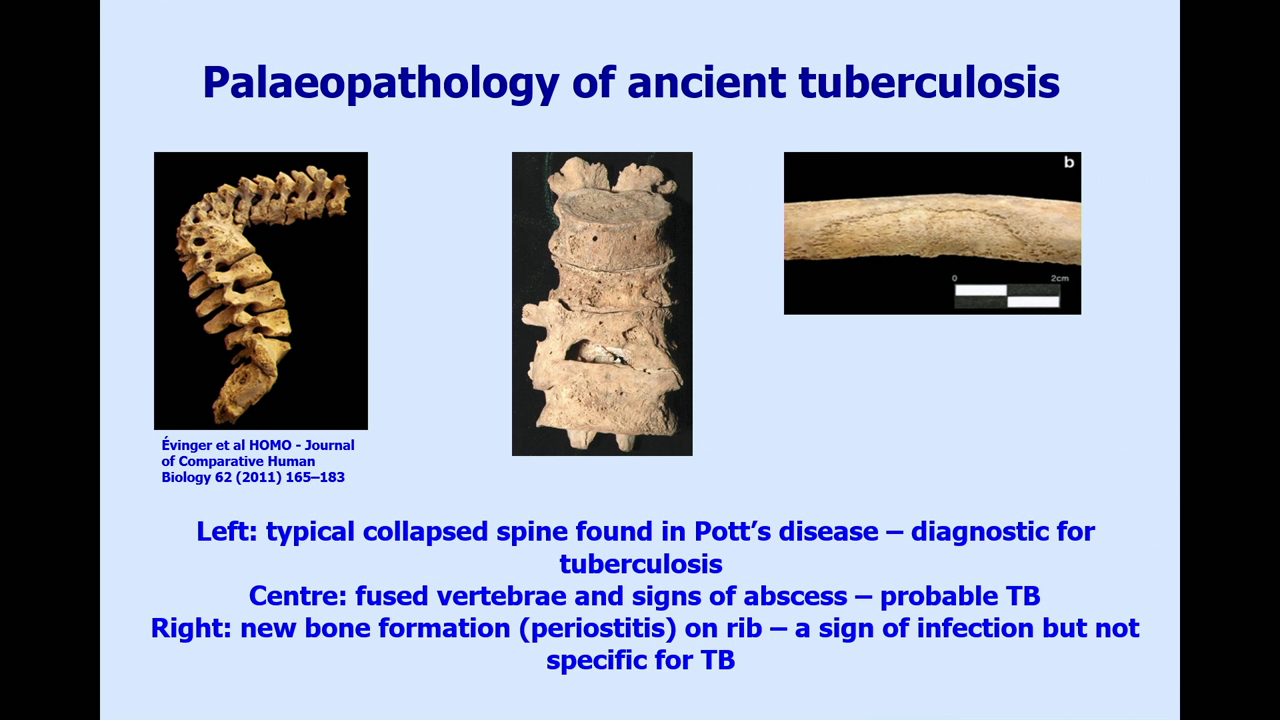 Palaeopathology of ancient tuberculosis
b
0 2cm
Évinger et al HOMO - Journal
of Comparative Human
Biology 62 (2011) 165–183
Left: typical collapsed spine found in Pott’s disease – diagnostic for
tuberculosis
Centre: fused vertebrae and signs of abscess – probable TB
Right: new bone formation (periostitis) on rib – a sign of infection but not
specific for TB